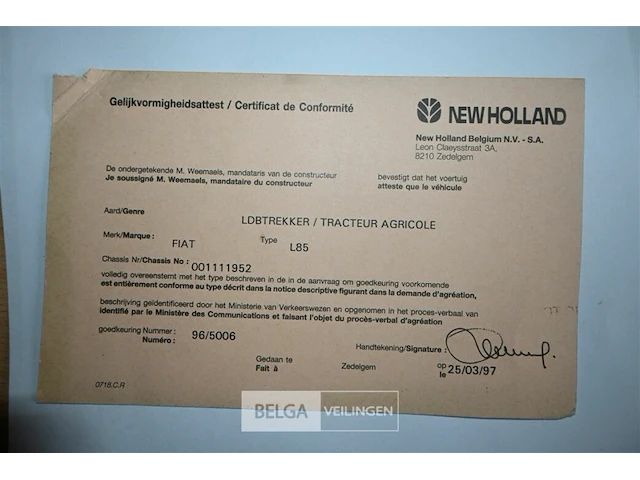 Gelijkvormigheidsattest / Certificat de Conformité
NEW HOLLAND
New Holland Belgium N.V. - S.A.
Leon Claeysstraat 3A,
8210 Zedelgem
De ondergetekende M. Weemaels, mandataris van de constructeur
Je soussigné M. Weemaels, mandataire du constructeur
bevestigt dat het voertuig
atteste que le véhicule
Aard/Genre
LDBTREKKER / TRACTEUR AGRICOLE
Merk/Marque :
FIAT
Type
L85
Chassis Nr/Chassis No :
001111952
volledig overeenstemt met het type beschreven in de in de aanvraag om goedkeuring voorkomende
est entièrement conforme au type décrit dans la notice descriptive figurant dans la demande d'agréation,
beschrijving geïdentificeerd door het Ministerie van Verkeerswezen en opgenomen in het proces-verbaal van
identifié par le Ministère des Communications et faisant l'objet du procès-verbal d'agréation
goedkeuring Nummer :
Numéro :
96/5006
Handtekening/Signature :
Gedaan te
Fait à
Zedelgem
op
le
25/03/97
0718.C.R
BELGA VEILINGEN